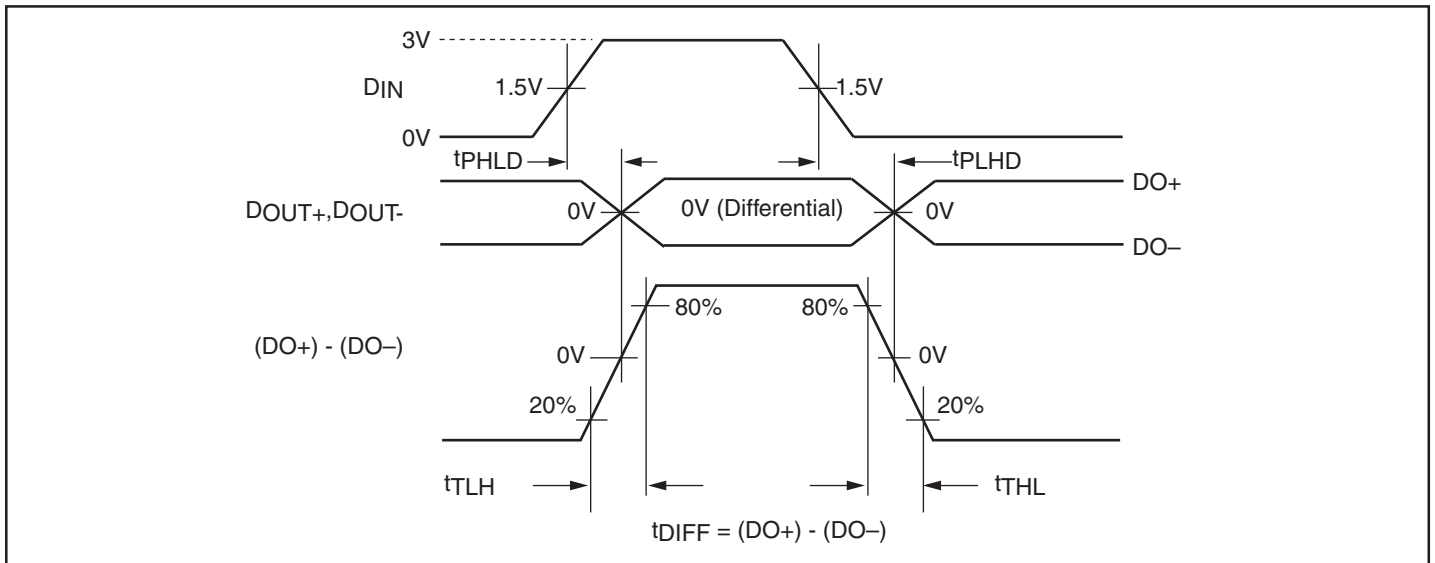 3V
DIN
1.5V
1.5V
0V
tPHLD
tPLHD
DO+
DOUT+,DOUT-
0V
0V (Differential)
0V
DO–
80%
80%
(DO+) - (DO–)
0V
0V
20%
20%
tTLH
tTHL
tDIFF = (DO+) - (DO–)